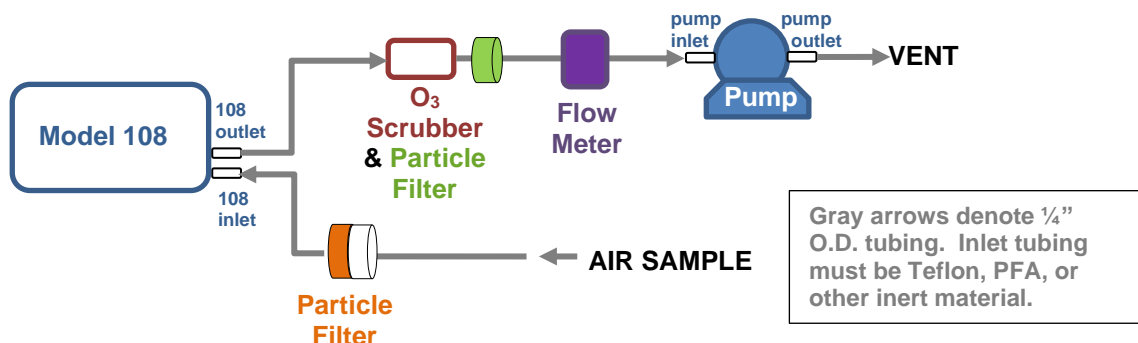 pump
inlet
pump
outlet
VENT
Pump
O₃
Scrubber
& Particle
Filter
Flow
Meter
Model 108
108
outlet
108
inlet
AIR SAMPLE
Particle
Filter
Gray arrows denote ¼”
O.D. tubing.  Inlet tubing
must be Teflon, PFA, or
other inert material.